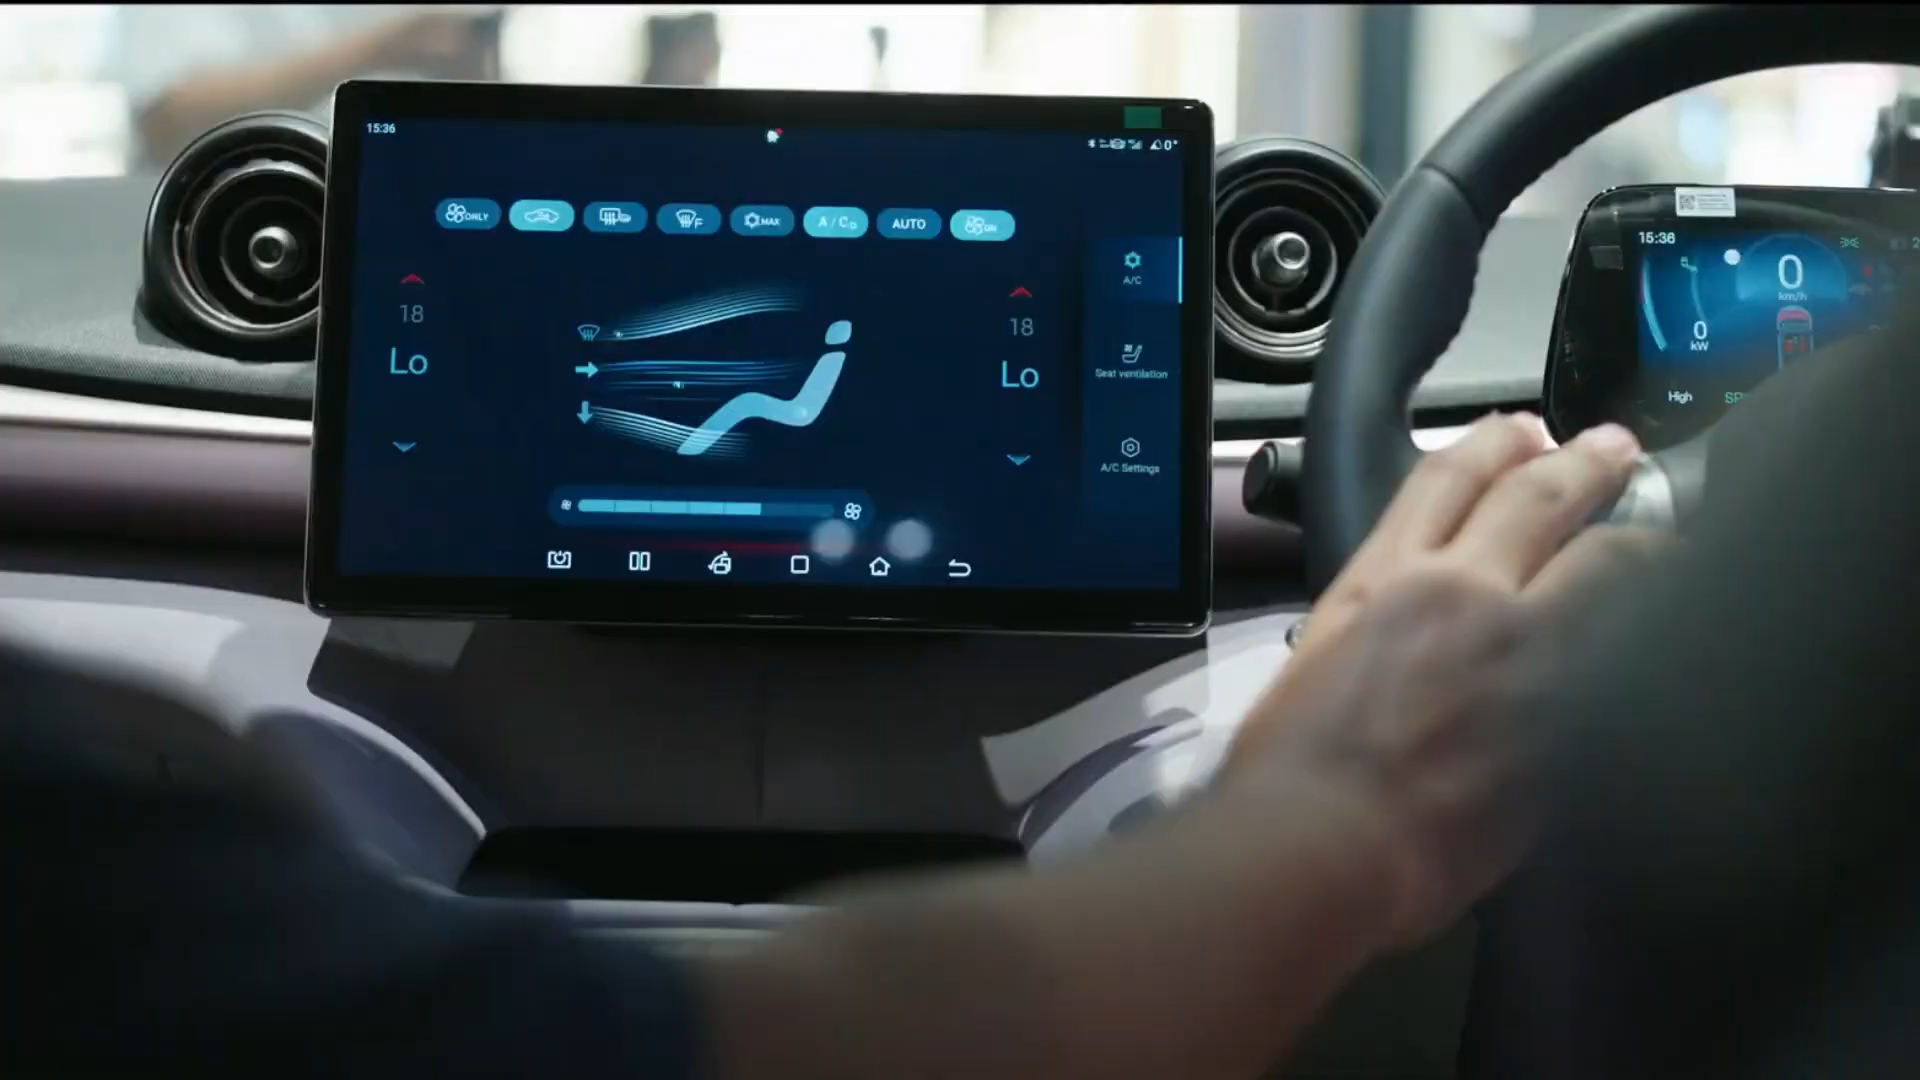 15:36
0°
ONLY
F
MAX
A/C
AUTO
ON
18
Lo
18
Lo
A/C
Seat ventilation
A/C Settings
15:36
0
km/h
0
kW
High